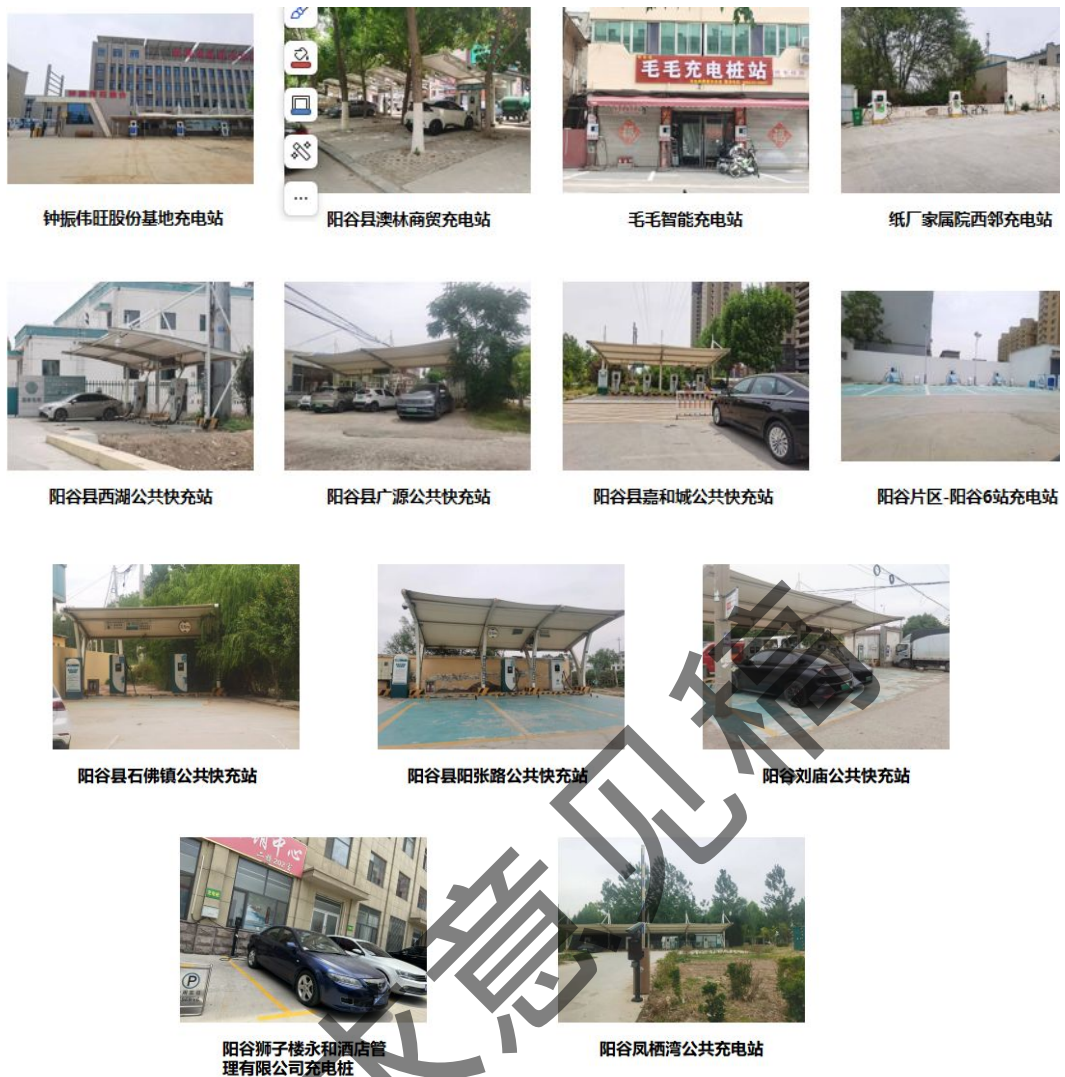 毛毛充电桩站
钟振伟旺股份基地充电站
阳谷县澳林商贸充电站
毛毛智能充电站
纸厂家属院西邻充电站
阳谷县西湖公共快充站
阳谷县广源公共快充站
阳谷县嘉和城公共快充站
阳谷片区-阳谷6站充电站
阳谷县石佛镇公共快充站
阳谷县阳张路公共快充站
阳谷刘庙公共快充站
P
阳谷狮子楼永和酒店管
理有限公司充电桩
阳谷凤栖湾公共充电站
求意见稿